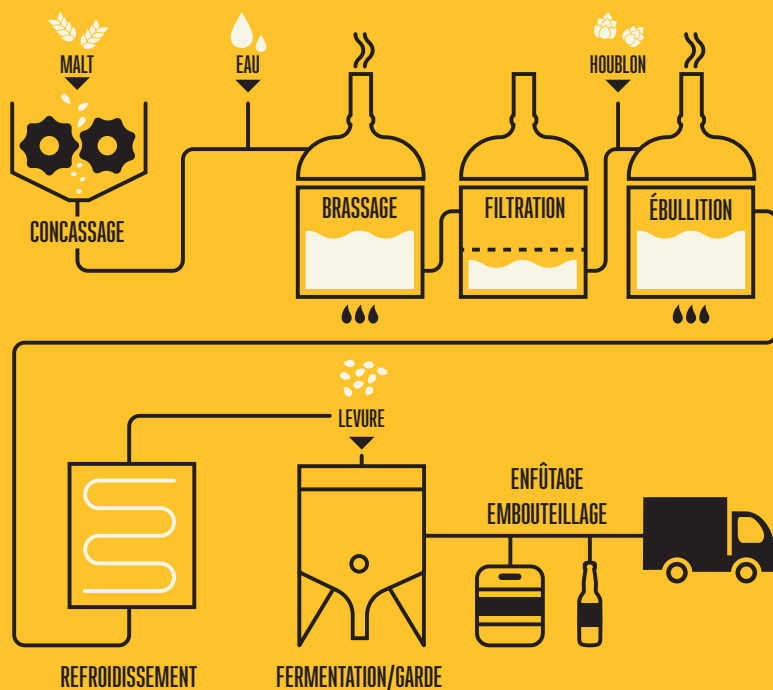 MALT
EAU
HOUBLON
CONCASSAGE
BRASSAGE
FILTRATION
ÉBULLITION
LEVURE
ENFÛTAGE
EMBOUTEILLAGE
REFROIDISSEMENT
FERMENTATION/GARDE